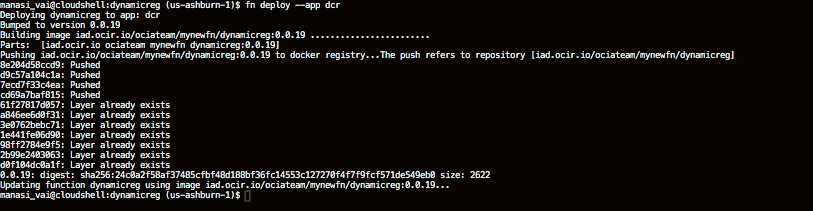 manasi_vai@cloudshell:dynamicreg (us-ashburn-1)$ fn deploy --app dcr
Deploying dynamicreg to app: dcr
Bumped to version 0.0.19
Building image iad.ocir.io/ociateam/mynewfn/dynamicreg:0.0.19 ........................
Parts:  [iad.ocir.io ociateam mynewfn dynamicreg:0.0.19]
Pushing iad.ocir.io/ociateam/mynewfn/dynamicreg:0.0.19 to docker registry...The push refers to repository [iad.ocir.io/ociateam/mynewfn/dynamicreg]
8e204d58ccd9: Pushed
d9c57a104c1a: Pushed
7ecd7f33c4ea: Pushed
cd69a7baf815: Pushed
61f27817d057: Layer already exists
a846ee6d0f31: Layer already exists
3e0762bebc71: Layer already exists
1e441fe06d90: Layer already exists
98ff2784e9f5: Layer already exists
2b99e2403063: Layer already exists
d0f104dc0a1f: Layer already exists
0.0.19: digest: sha256:24c0a2f58af37485cfbf48d188bf36fc14553c127270f4f7f9fcf571de549eb0 size: 2622
Updating function dynamicreg using image iad.ocir.io/ociateam/mynewfn/dynamicreg:0.0.19...
manasi_vai@cloudshell:dynamicreg (us-ashburn-1)$